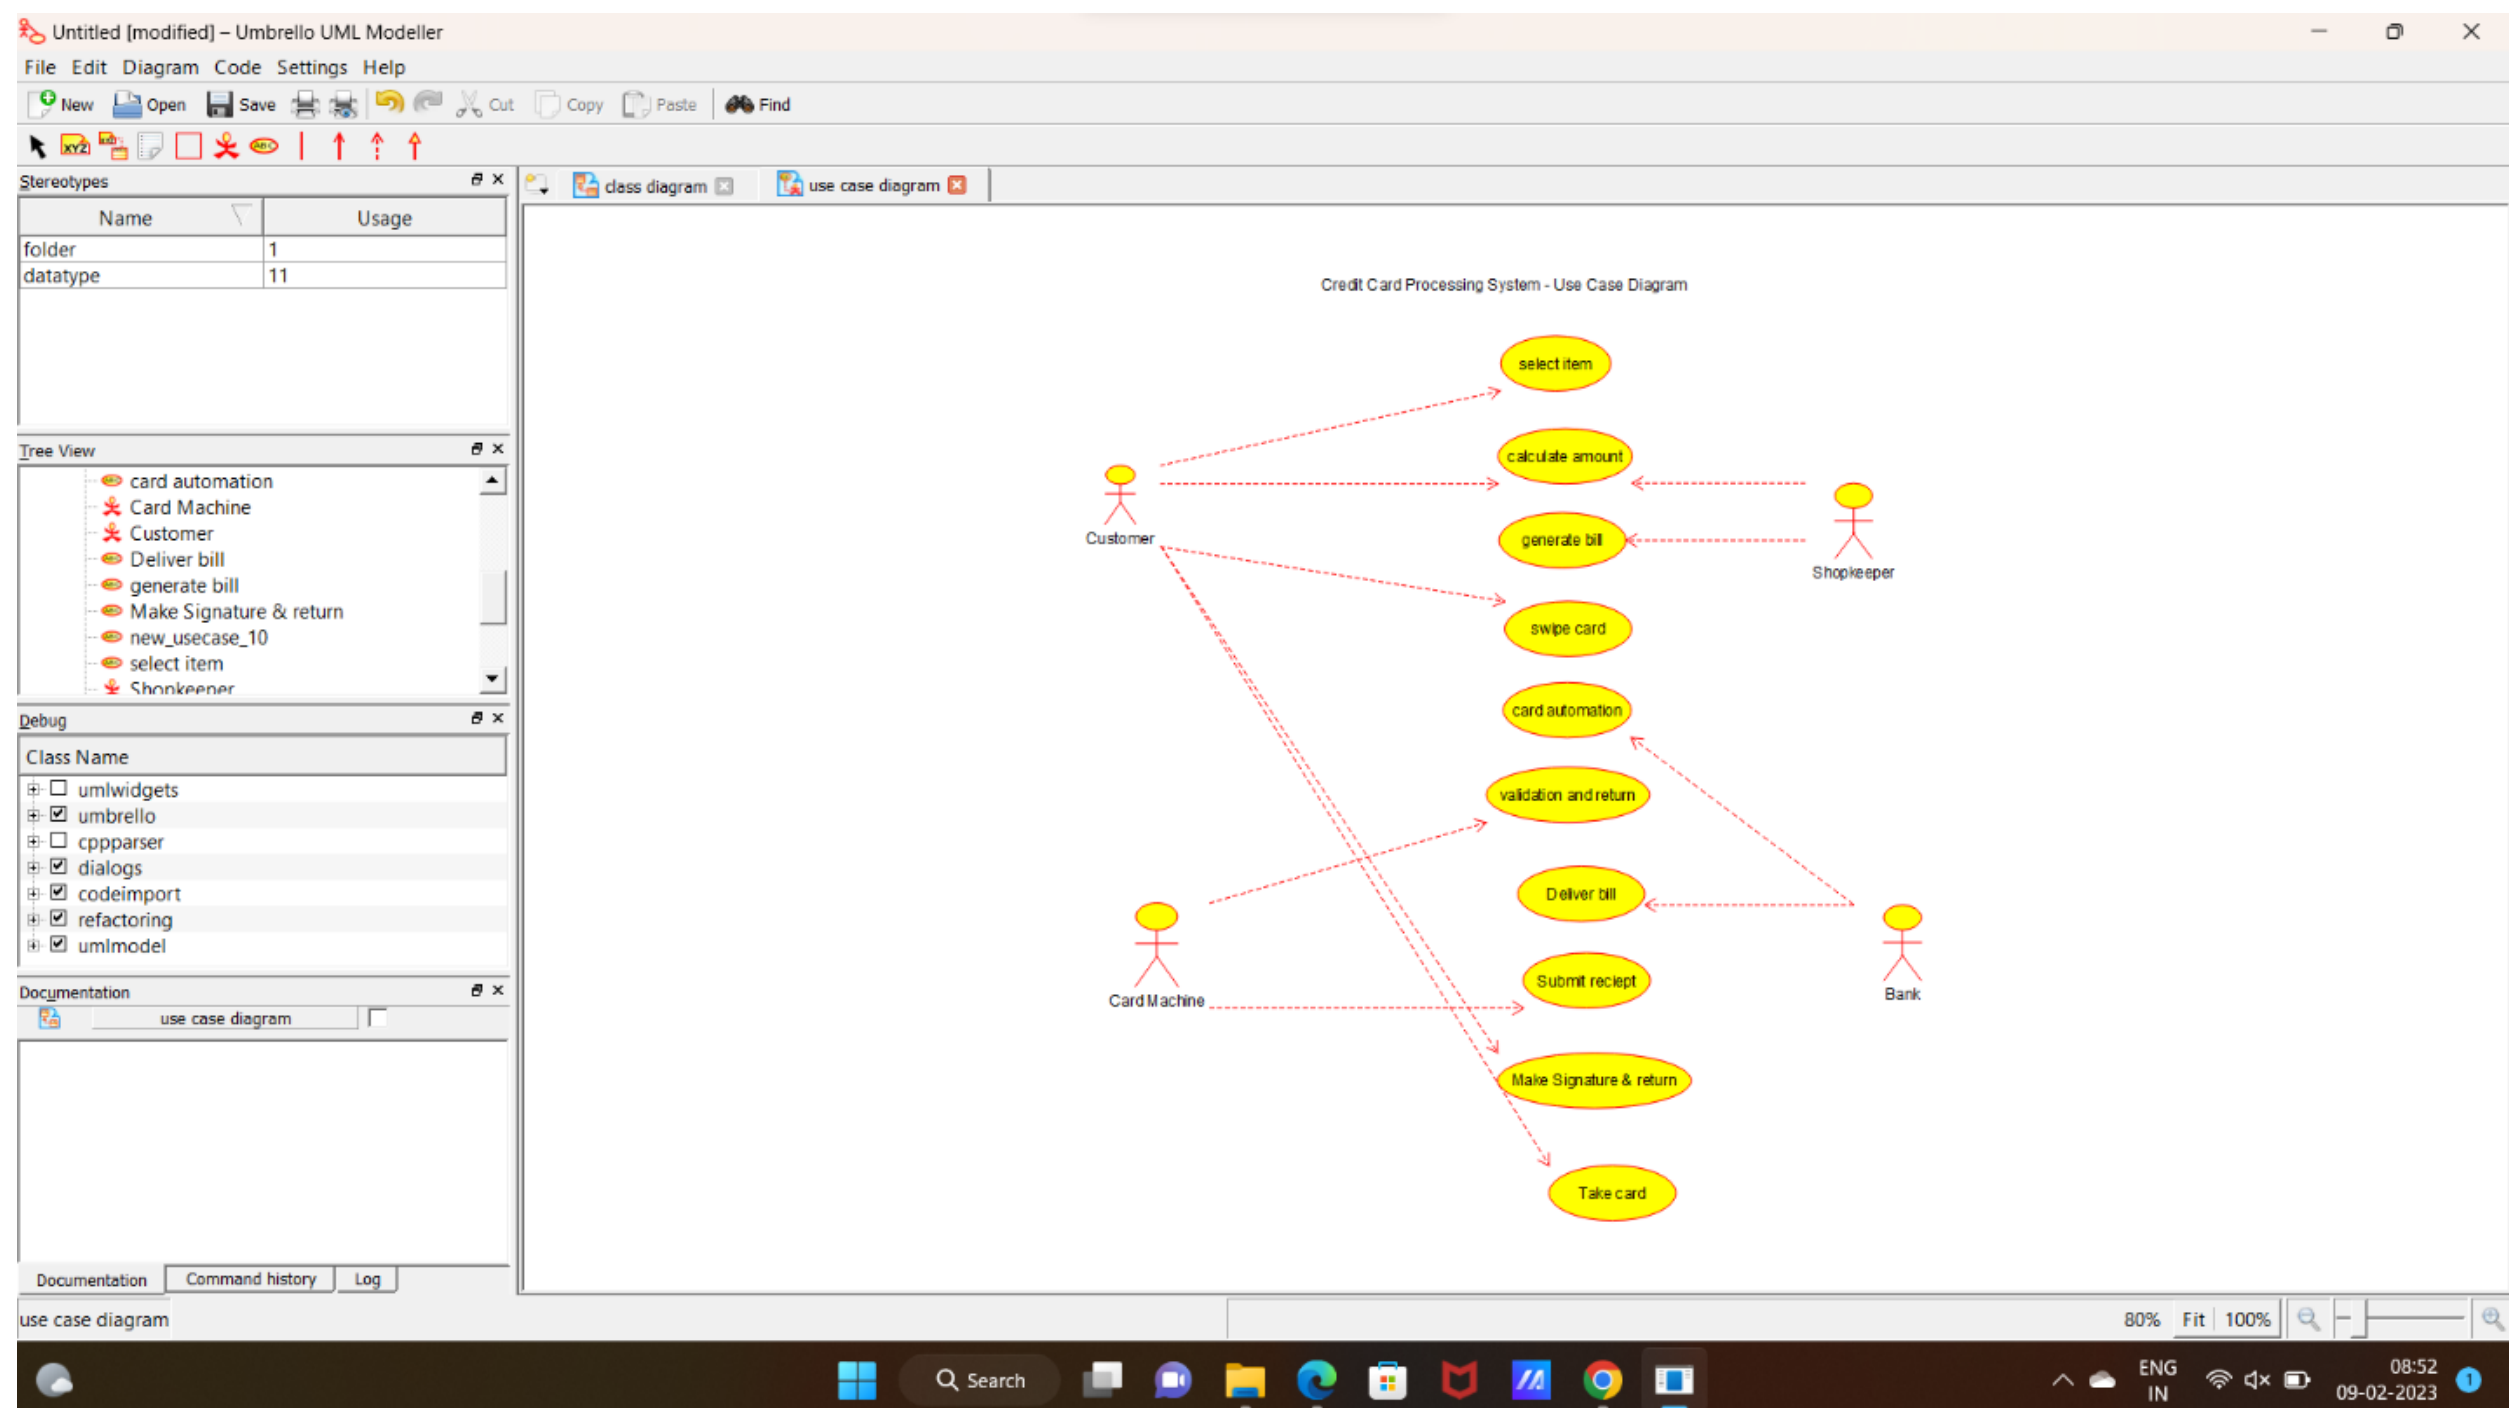 Untitled [modified] – Umbrello UML Modeller
File Edit Diagram Code Settings Help
New Open Save Cut Copy Paste Find
XYZ ABC
Stereotypes
Name Usage
folder 1
datatype 11
Tree View
card automation
Card Machine
Customer
Deliver bill
generate bill
Make Signature & return
new_usecase_10
select item
Shopkeeper
Debug
Class Name
umlwidgets
umbrello
cppparser
dialogs
codeimport
refactoring
umlmodel
Documentation
use case diagram
Documentation Command history Log
use case diagram
class diagram use case diagram
Credit Card Processing System - Use Case Diagram
select item
calculate amount
Customer
generate bill
Shopkeeper
swipe card
card automation
validation and return
Deliver bill
Submit reciept
Card Machine
Bank
Make Signature & return
Take card
80% Fit 100%
Search
ENG
IN
08:52
09-02-2023
1